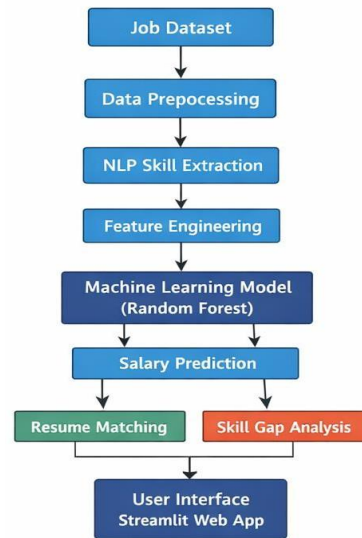 Job Dataset
Data Prepocessing
NLP Skill Extraction
Feature Engineering
Machine Learning Model
(Random Forest)
Salary Prediction
Resume Matching
Skill Gap Analysis
User Interface
Streamlit Web App